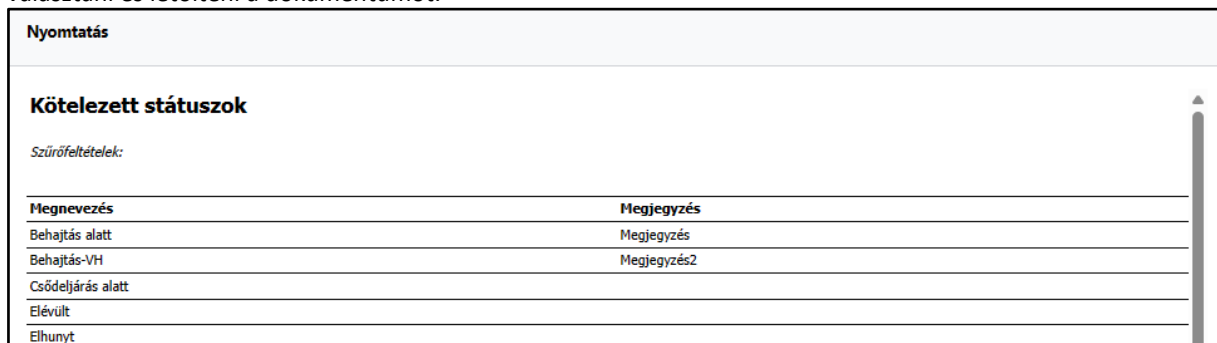 Nyomtatás
Kötelezett státuszok
Szűrőfeltételek:
Megnevezés Megjegyzés
Behajtás alatt Megjegyzés
Behajtás-VH Megjegyzés2
Csődeljárás alatt
Elévült
Elhunyt